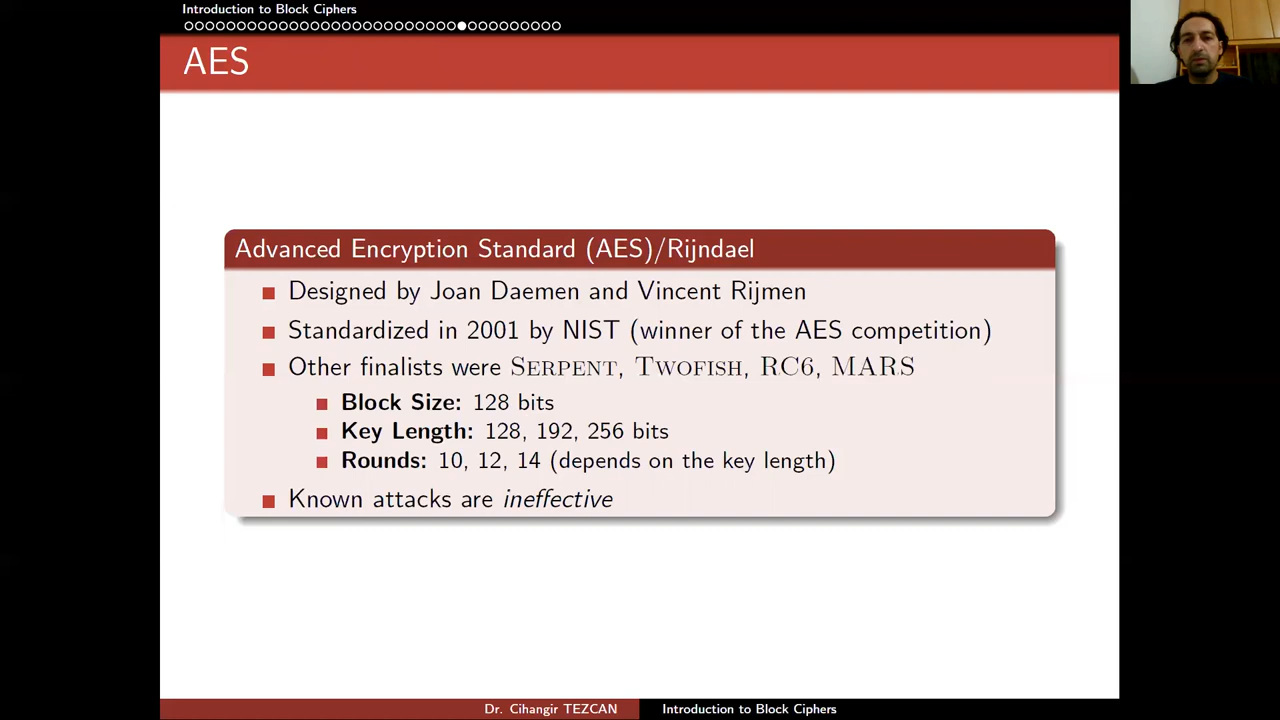 Introduction to Block Ciphers
AES
Advanced Encryption Standard (AES)/Rijndael
Designed by Joan Daemen and Vincent Rijmen
Standardized in 2001 by NIST (winner of the AES competition)
Other finalists were SERPENT, TWOFISH, RC6, MARS
Block Size: 128 bits
Key Length: 128, 192, 256 bits
Rounds: 10, 12, 14 (depends on the key length)
Known attacks are ineffective
Dr. Cihangir TEZCAN Introduction to Block Ciphers